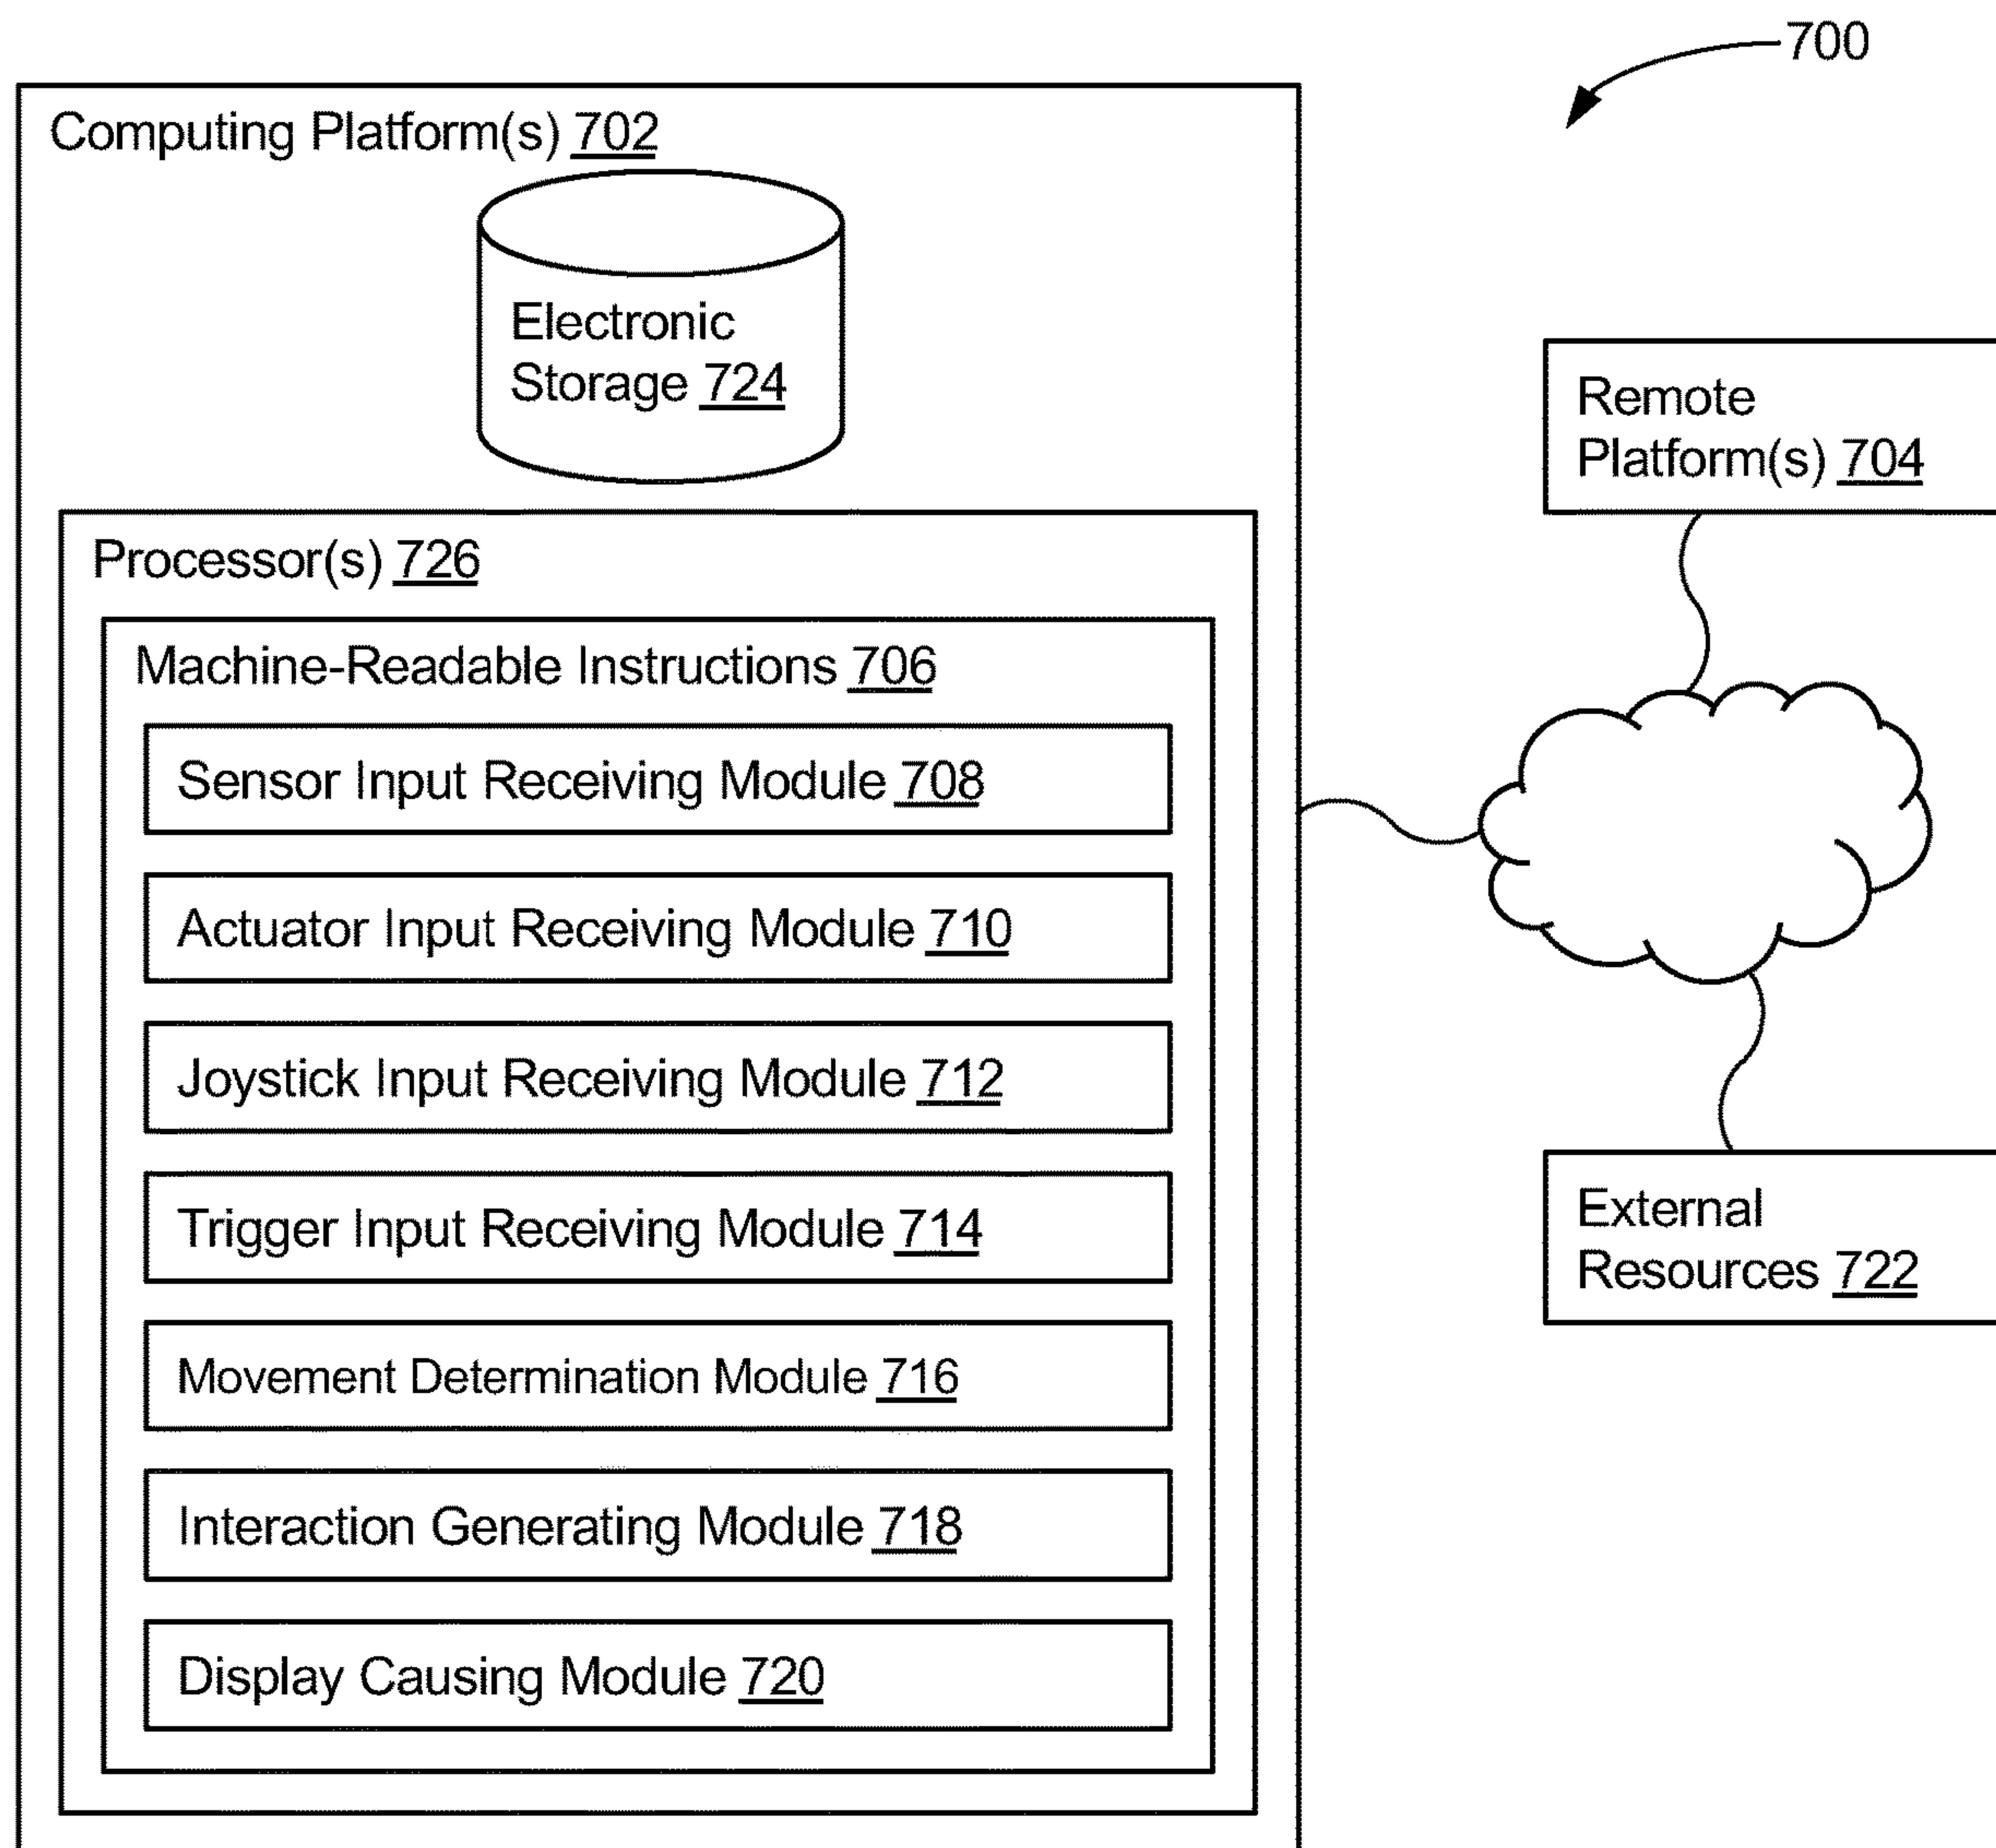 700
Computing Platform(s) 702
Electronic
Storage 724
Remote
Platform(s) 704
Processor(s) 726
Machine-Readable Instructions 706
Sensor Input Receiving Module 708
Actuator Input Receiving Module 710
Joystick Input Receiving Module 712
Trigger Input Receiving Module 714
External
Resources 722
Movement Determination Module 716
Interaction Generating Module 718
Display Causing Module 720